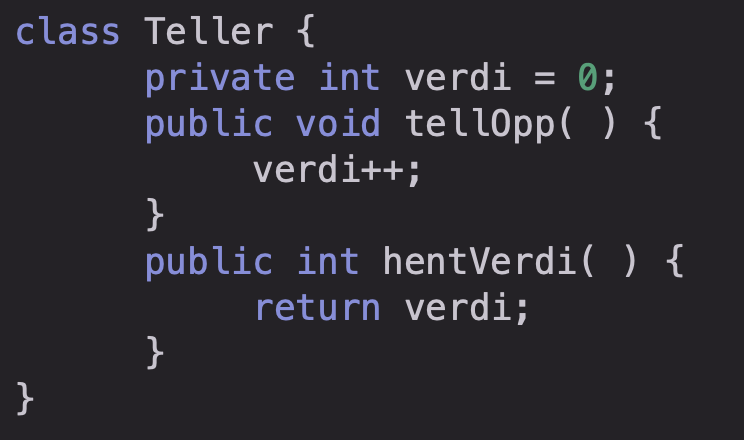 class Teller {
      private int verdi = 0;
      public void tellOpp( ) {
           verdi++;
      }
      public int hentVerdi( ) {
           return verdi;
      }
}